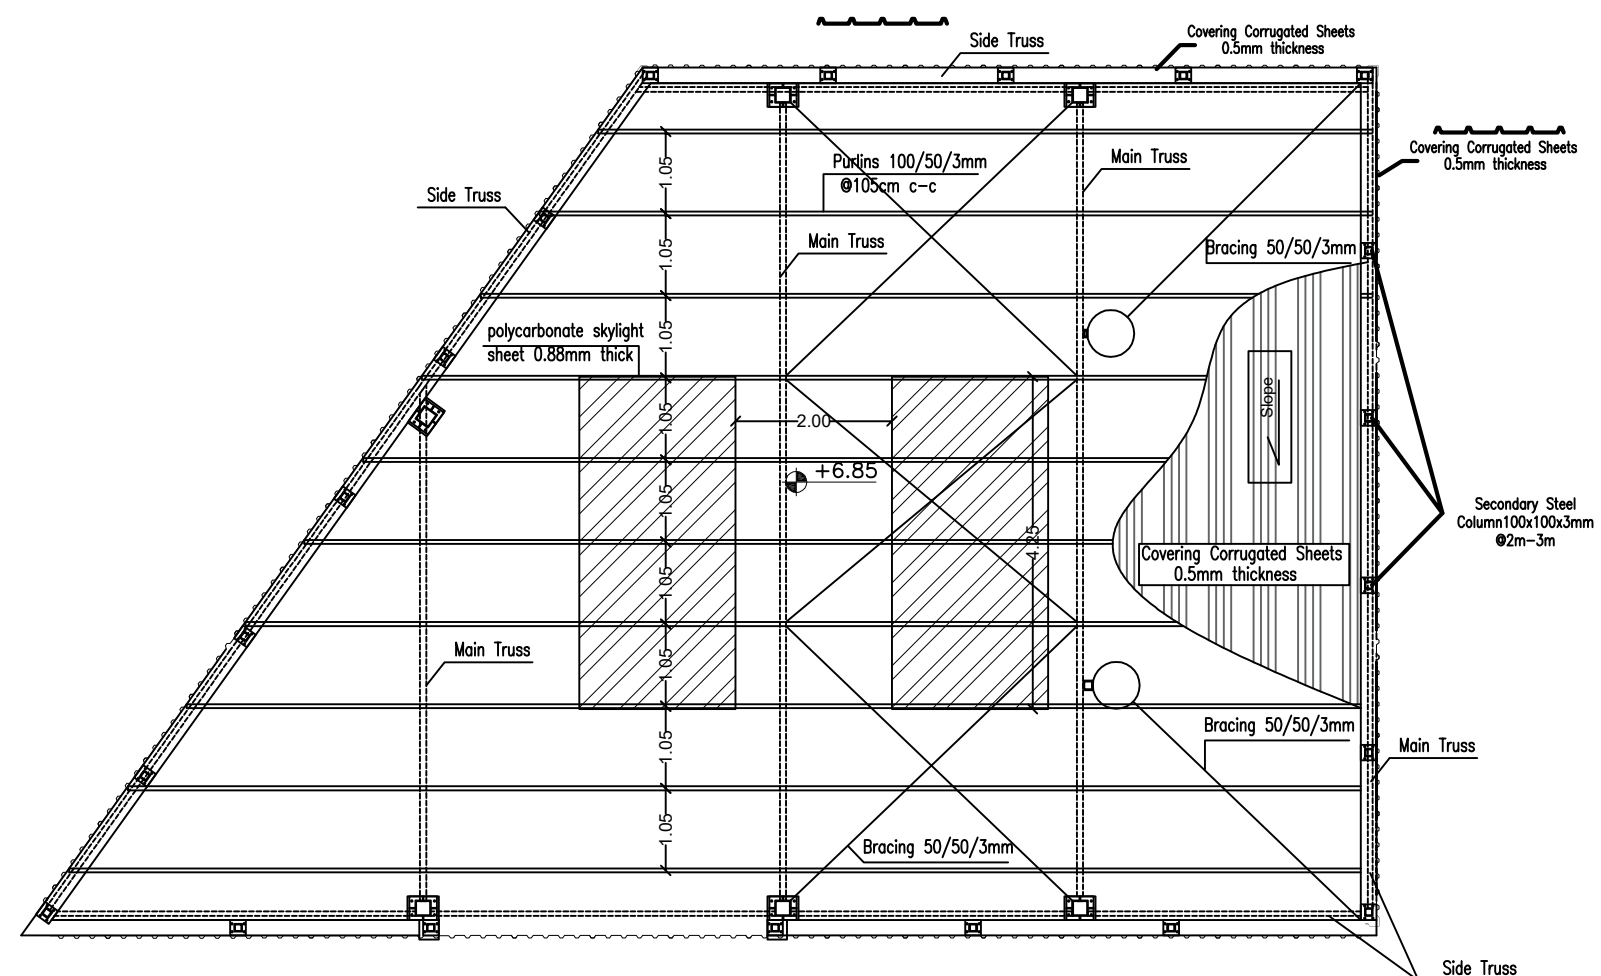 Side Truss
Covering Corrugated Sheets
0.5mm thickness
Covering Corrugated Sheets
0.5mm thickness
1.05
Purlins 100/50/3mm
@105cm c-c
Main Truss
Side Truss
Main Truss
1.05
Bracing 50/50/3mm
polycarbonate skylight
sheet 0.88mm thick
1.05
Slope
1.05
2.00
+6.85
1.05
Secondary Steel
Column100x100x3mm
@2m-3m
4.25
Covering Corrugated Sheets
0.5mm thickness
1.05
Main Truss
1.05
Bracing 50/50/3mm
1.05
Main Truss
1.05
Bracing 50/50/3mm
Side Truss